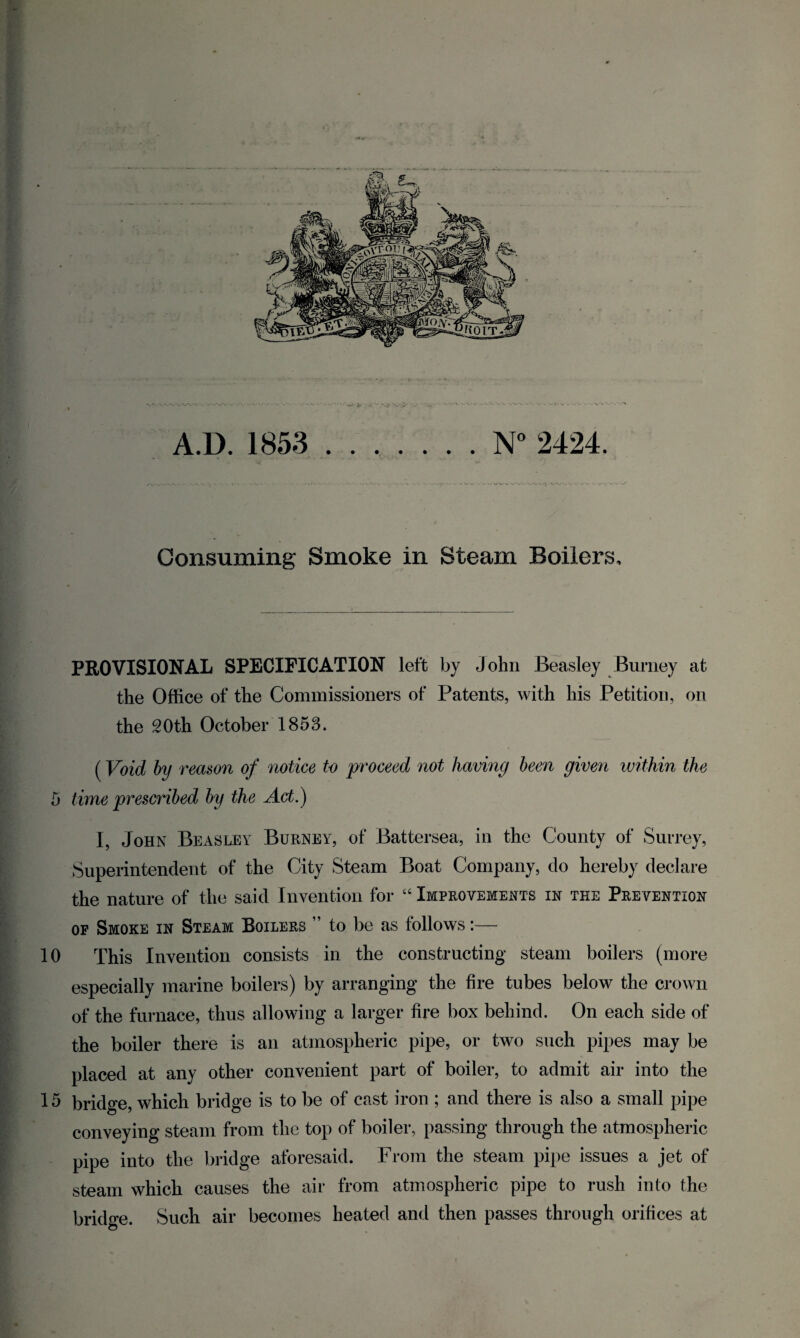 SOIT QUI MAL
DIEU · ET · MON · DROIT
A.D. 1853 . . . . . . . N° 2424.
Consuming Smoke in Steam Boilers,
PROVISIONAL SPECIFICATION left by John Beasley Burney at
the Office of the Commissioners of Patents, with his Petition, on
the 20th October 1853.
(Void by reason of notice to proceed not having been given within the
5 time prescribed by the Act.)
I, John Beasley Burney, of Battersea, in the County of Surrey,
Superintendent of the City Steam Boat Company, do hereby declare
the nature of the said Invention for “Improvements in the Prevention
of Smoke in Steam Boilers” to be as follows:—
10 This Invention consists in the constructing steam boilers (more
especially marine boilers) by arranging the fire tubes below the crown
of the furnace, thus allowing a larger fire box behind. On each side of
the boiler there is an atmospheric pipe, or two such pipes may be
placed at any other convenient part of boiler, to admit air into the
15 bridge, which bridge is to be of cast iron ; and there is also a small pipe
conveying steam from the top of boiler, passing through the atmospheric
pipe into the bridge aforesaid. From the steam pipe issues a jet of
steam which causes the air from atmospheric pipe to rush into the
bridge. Such air becomes heated and then passes through orifices at